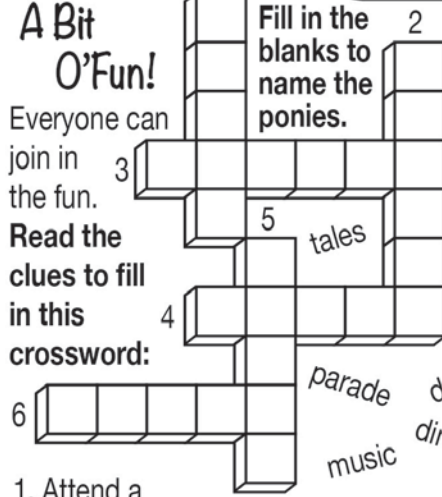 A Bit
O'Fun!
Everyone can
join in
the fun.
Read the
clues to fill
in this
crossword:
Fill in the
blanks to
name the
ponies.
2
3
5
tales
4
parade
6
music
1. Attend a